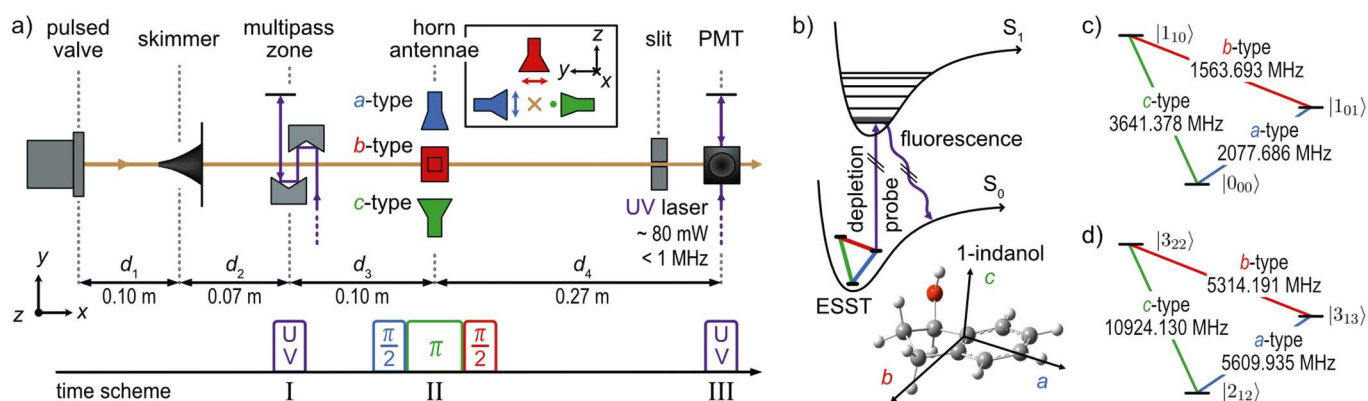 a)
pulsed
valve
skimmer
multipass
zone
horn
antennae
slit
PMT
z
y
x
a-type
b-type
c-type
UV laser
~ 80 mW
< 1 MHz
y
z
x
d1
0.10 m
d2
0.07 m
d3
0.10 m
d4
0.27 m
U
V
π
2
π
π
2
U
V
time scheme
I
II
III
b)
S1
fluorescence
depletion
probe
S0
ESST
1-indanol
c
b
a
c)
|1₁₀⟩
b-type
1563.693 MHz
|1₀₁⟩
c-type
3641.378 MHz
a-type
2077.686 MHz
|0₀₀⟩
d)
|3₂₂⟩
b-type
5314.191 MHz
|3₁₃⟩
c-type
10924.130 MHz
a-type
5609.935 MHz
|2₁₂⟩